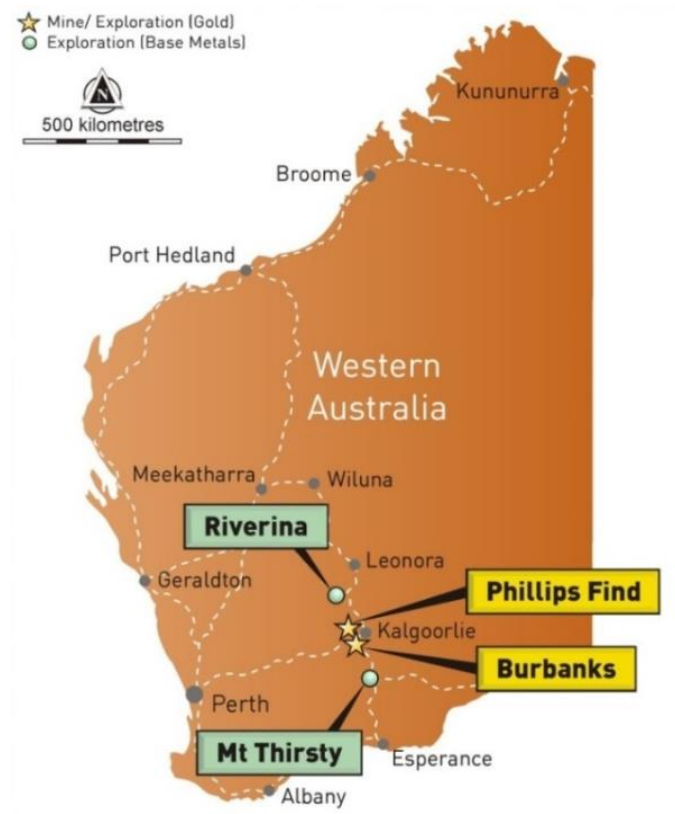 Mine/ Exploration (Gold)
Exploration (Base Metals)
N
500 kilometres
Kununurra
Broome
Port Hedland
Western
Australia
Meekatharra
Wiluna
Riverina
Leonora
Geraldton
Phillips Find
Kalgoorlie
Burbanks
Perth
Mt Thirsty
Esperance
Albany